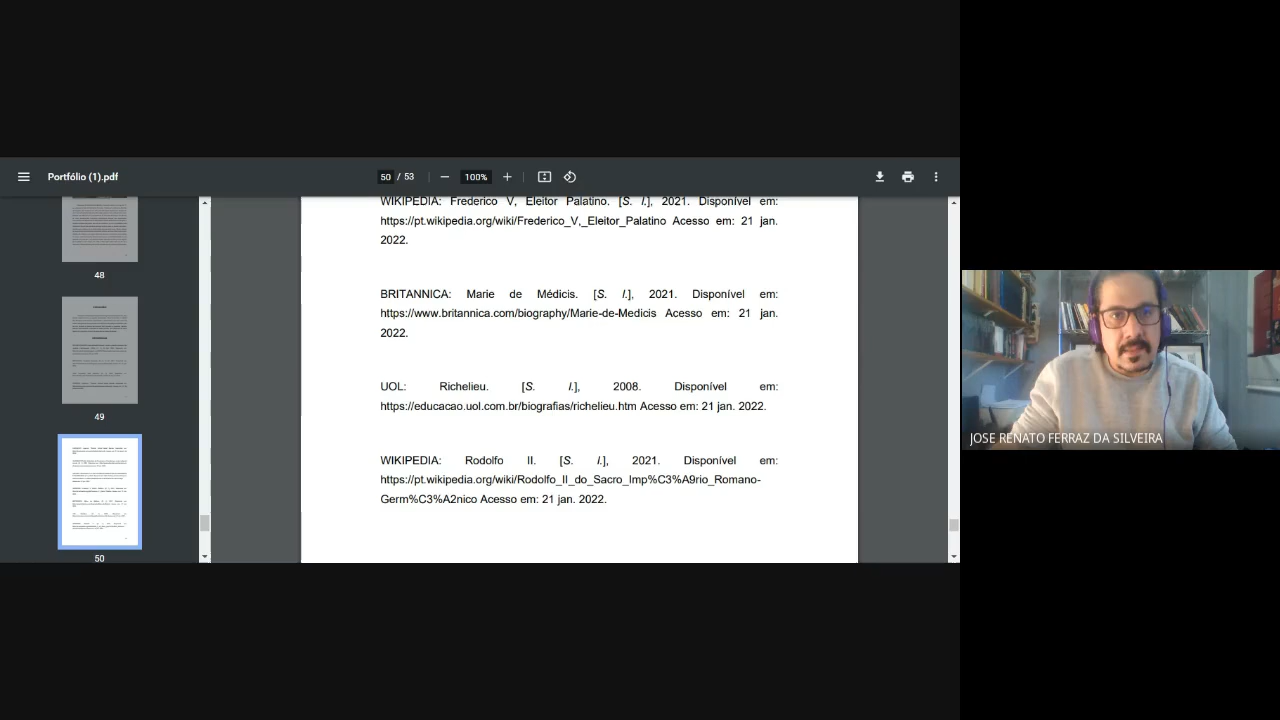 Portfólio (1).pdf
50 / 53
100%
WIKIPEDIA: Frederico V, Eleitor Palatino. [S. l.], 2021. Disponível em:
https://pt.wikipedia.org/wiki/Frederico_V,_Eleitor_Palatino Acesso em: 21 jan.
2022.
BRITANNICA: Marie de Médicis. [S. l.], 2021. Disponível em:
https://www.britannica.com/biography/Marie-de-Medicis Acesso em: 21 jan.
2022.
UOL: Richelieu. [S. l.], 2008. Disponível em:
https://educacao.uol.com.br/biografias/richelieu.htm Acesso em: 21 jan. 2022.
WIKIPEDIA: Rodolfo II. [S. l.], 2021. Disponível em:
https://pt.wikipedia.org/wiki/Rodolfo_II_do_Sacro_Imp%C3%A9rio_Romano-
Germ%C3%A2nico Acesso em: 21 jan. 2022.
48
49
50
JOSE RENATO FERRAZ DA SILVEIRA